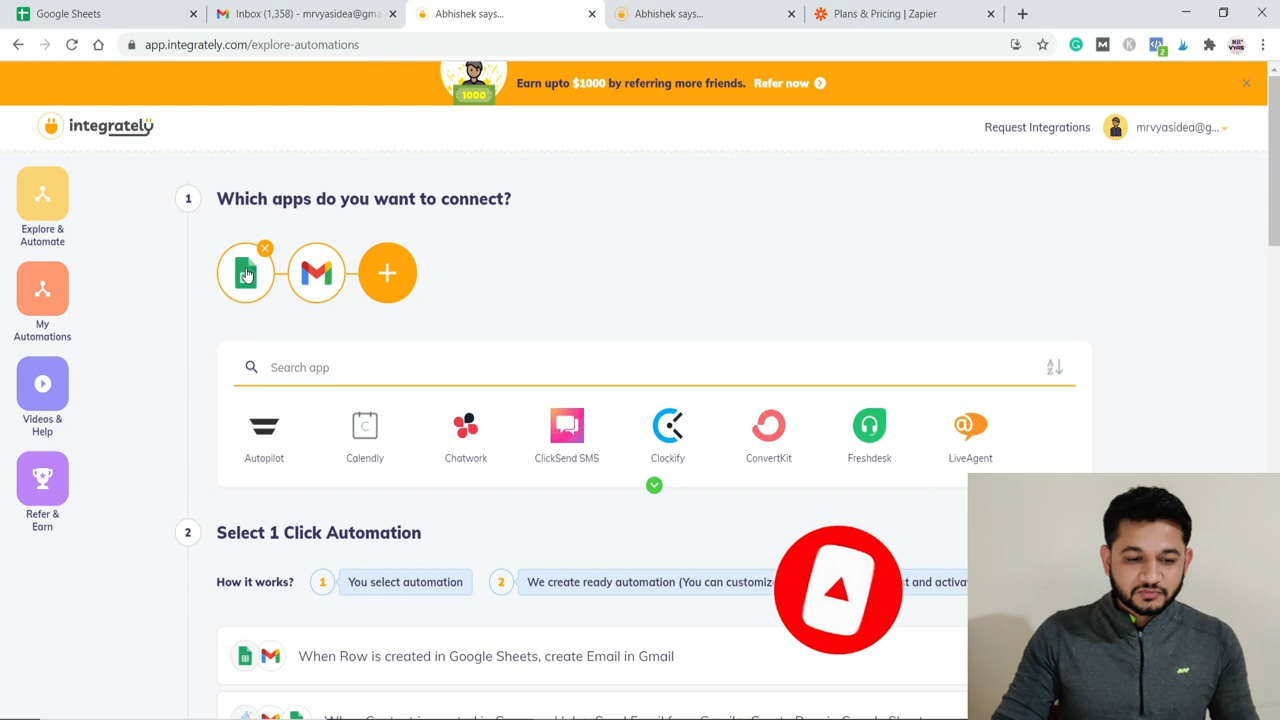 Google Sheets
Inbox (1,358) - mrvyasidea@gma
Abhishek says...
Abhishek says...
Plans & Pricing | Zapier
app.integrately.com/explore-automations
2
1000
Earn upto $1000 by referring more friends. Refer now
integrately
Request Integrations
mrvyasidea@g...
Explore &
Automate
My
Automations
Videos &
Help
Refer &
Earn
1 Which apps do you want to connect?
Search app
Autopilot
Calendly
Chatwork
ClickSend SMS
Clockify
ConvertKit
Freshdesk
LiveAgent
2 Select 1 Click Automation
How it works? 1 You select automation 2 We create ready automation (You can customiz ct and activa
When Row is created in Google Sheets, create Email in Gmail